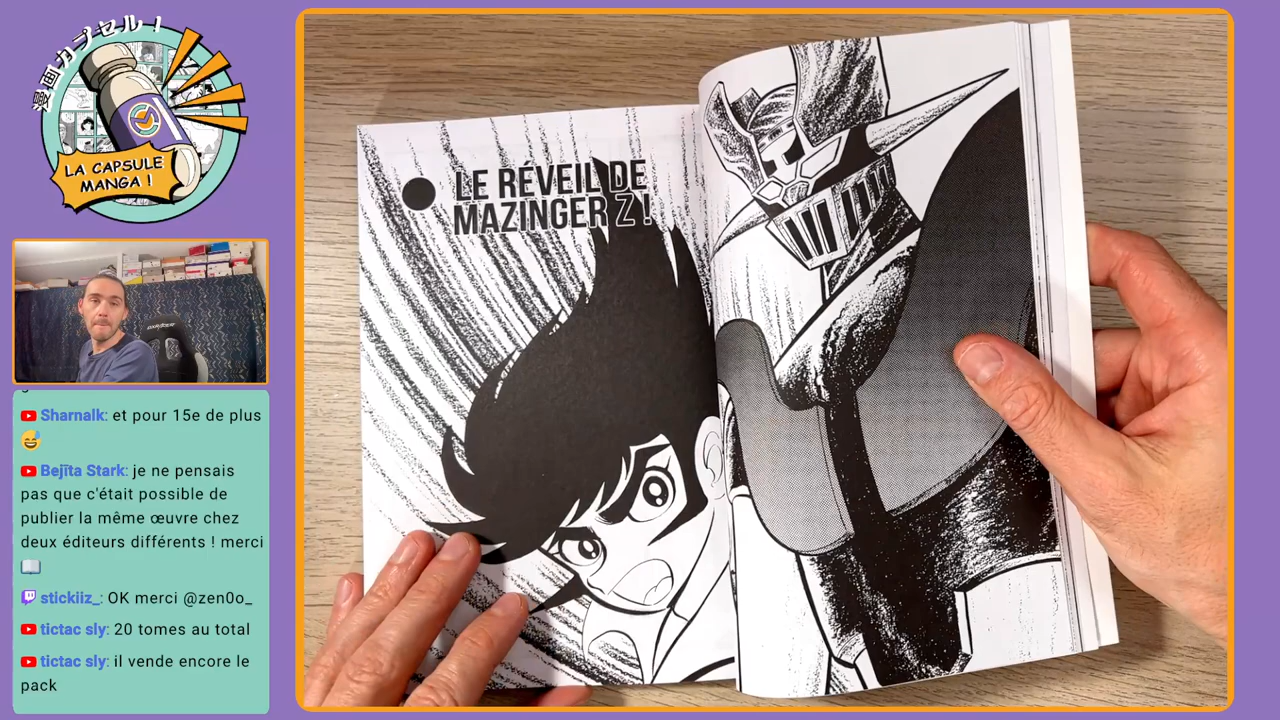 漫画カプセル!
LA CAPSULE
MANGA !
LE RÉVEIL DE
MAZINGER Z !
Sharnalk: et pour 15e de plus
😅
Bejīta Stark: je ne pensais
pas que c'était possible de
publier la même œuvre chez
deux éditeurs différents ! merci
📖
stickiiz_: OK merci @zen0o_
tictac sly: 20 tomes au total
tictac sly: il vende encore le
pack